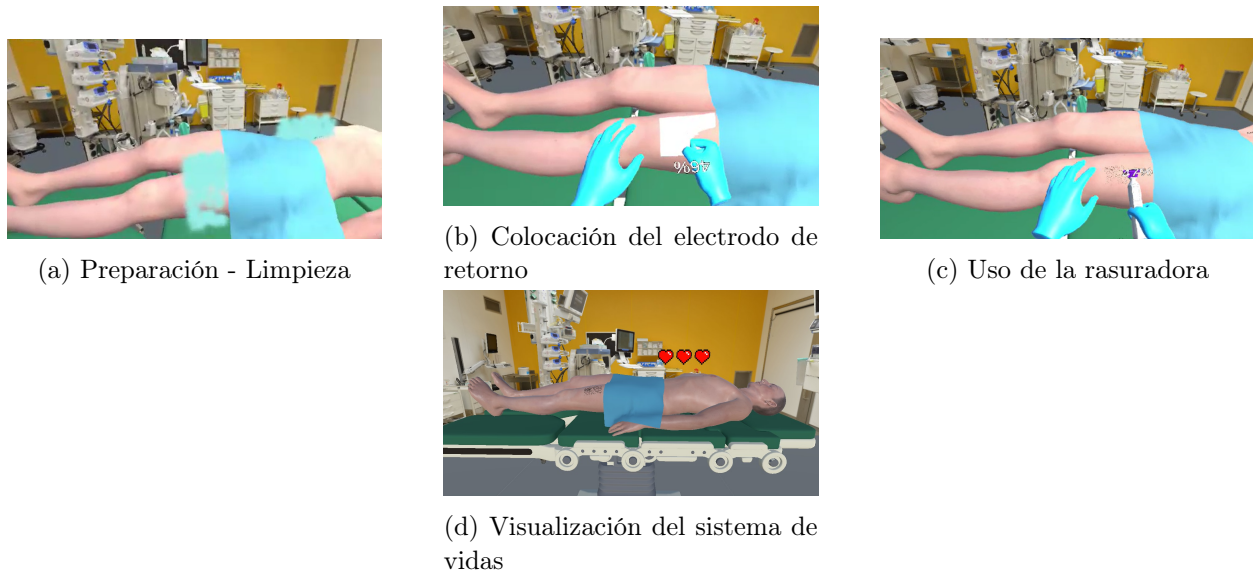 (a) Preparación - Limpieza
(b) Colocación del electrodo de
retorno
(c) Uso de la rasuradora
(d) Visualización del sistema de
vidas